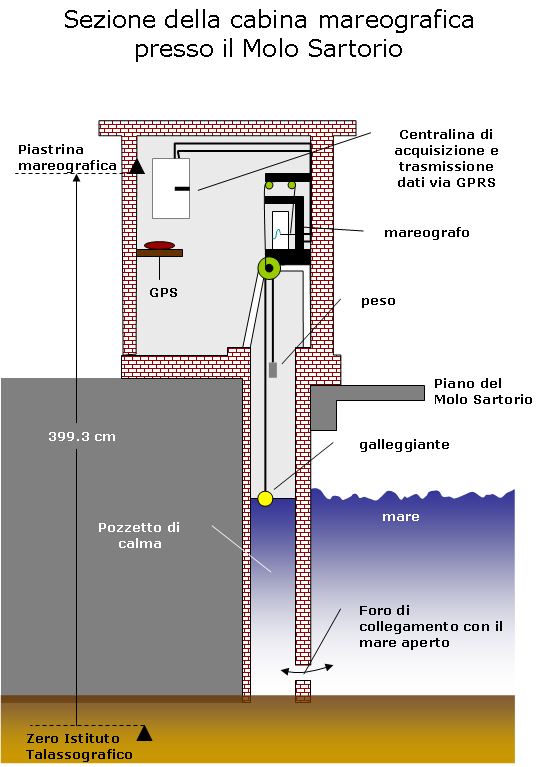 Sezione della cabina mareografica
presso il Molo Sartorio
Piastrina
mareografica
Centralina di
acquisizione e
trasmissione
dati via GPRS
mareografo
GPS
peso
Piano del
Molo Sartorio
399.3 cm
galleggiante
mare
Pozzetto di
calma
Foro di
collegamento con il
mare aperto
Zero Istituto
Talassografico